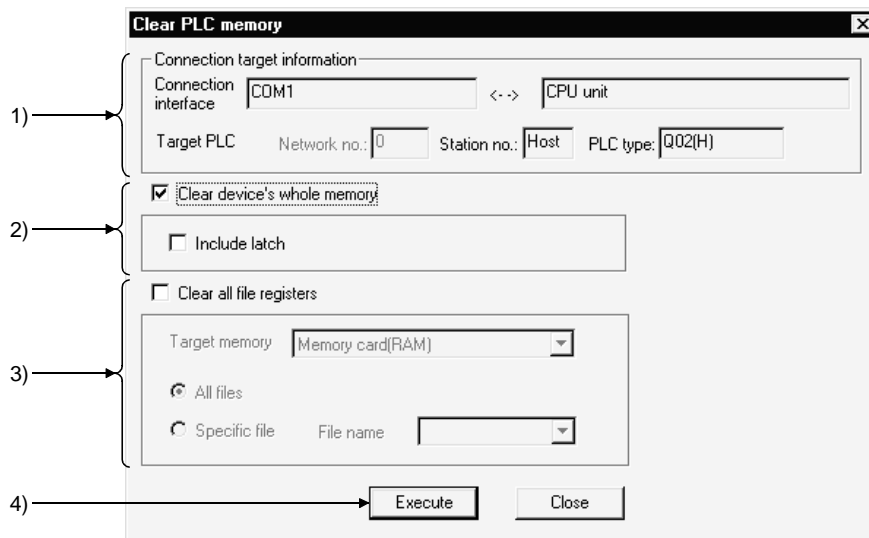 Clear PLC memory
Connection target information
1)
Connection interface COM1 <--> CPU unit
Target PLC Network no.: 0 Station no.: Host PLC type: Q02(H)
2)
Clear device's whole memory
Include latch
3)
Clear all file registers
Target memory Memory card(RAM)
All files
Specific file File name
4)
Execute Close